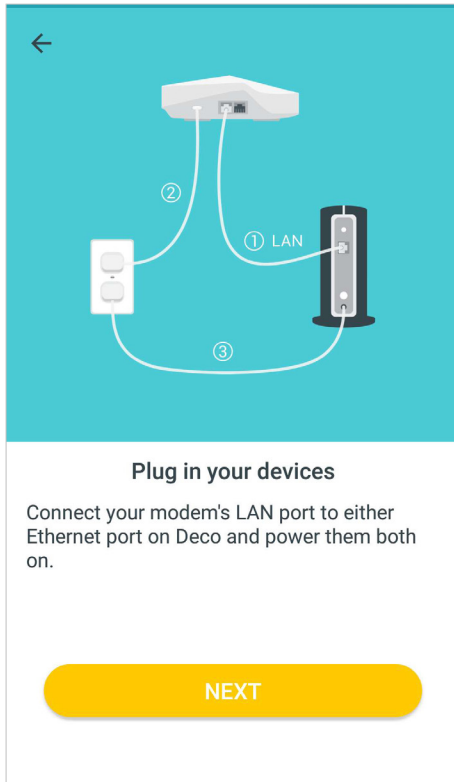 ②
① LAN
③
Plug in your devices
Connect your modem's LAN port to either
Ethernet port on Deco and power them both
on.
NEXT